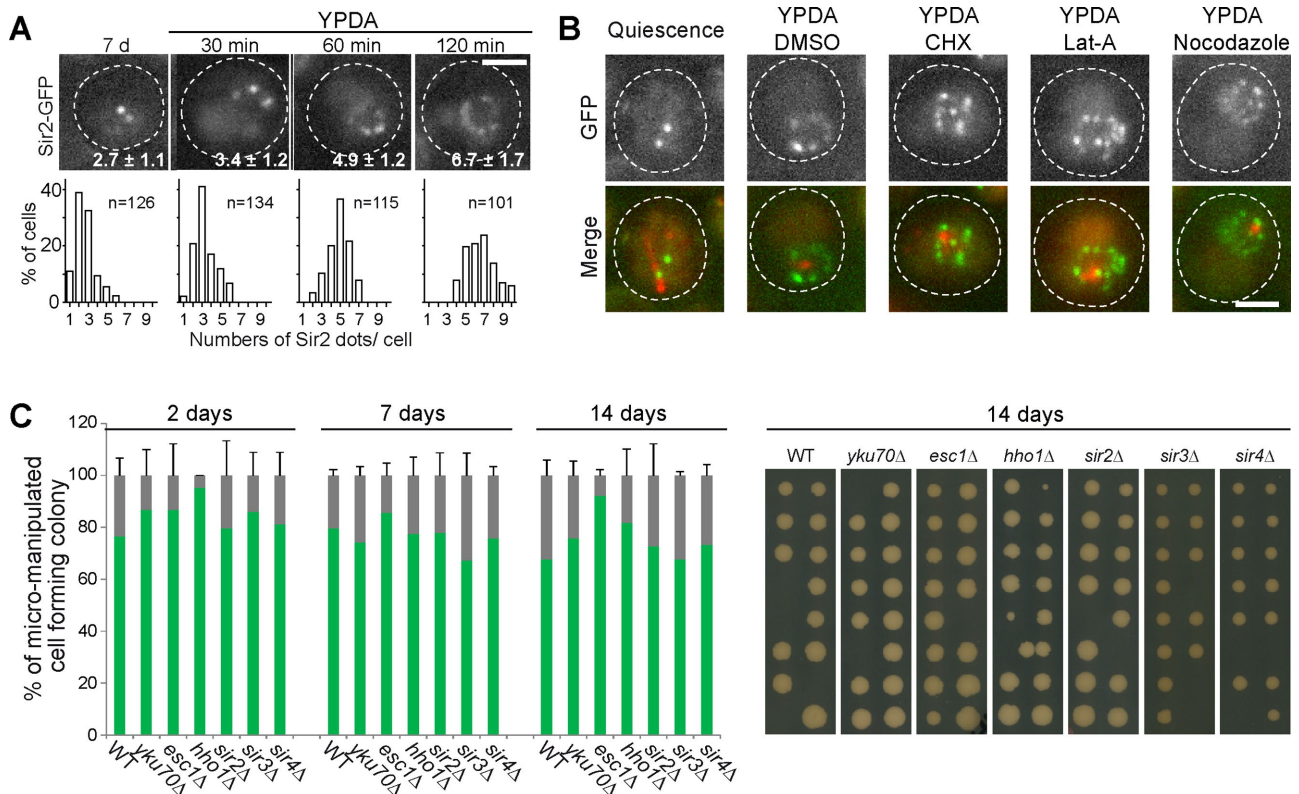 A
YPDA
7 d 30 min 60 min 120 min
Sir2-GFP
2.7 ± 1.1 3.4 ± 1.2 4.9 ± 1.2 6.7 ± 1.7
% of cells
40
20
0
n=126 n=134 n=115 n=101
1 3 5 7 9 1 3 5 7 9 1 3 5 7 9 1 3 5 7 9
Numbers of Sir2 dots/ cell
B
Quiescence YPDA DMSO YPDA CHX YPDA Lat-A YPDA Nocodazole
GFP
Merge
C
2 days 7 days 14 days
% of micro-manipulated
cell forming colony
120
100
80
60
40
20
0
WT yku70Δ esc1Δ hho1Δ sir2Δ sir3Δ sir4Δ WT yku70Δ esc1Δ hho1Δ sir2Δ sir3Δ sir4Δ WT yku70Δ esc1Δ hho1Δ sir2Δ sir3Δ sir4Δ
14 days
WT yku70Δ esc1Δ hho1Δ sir2Δ sir3Δ sir4Δ